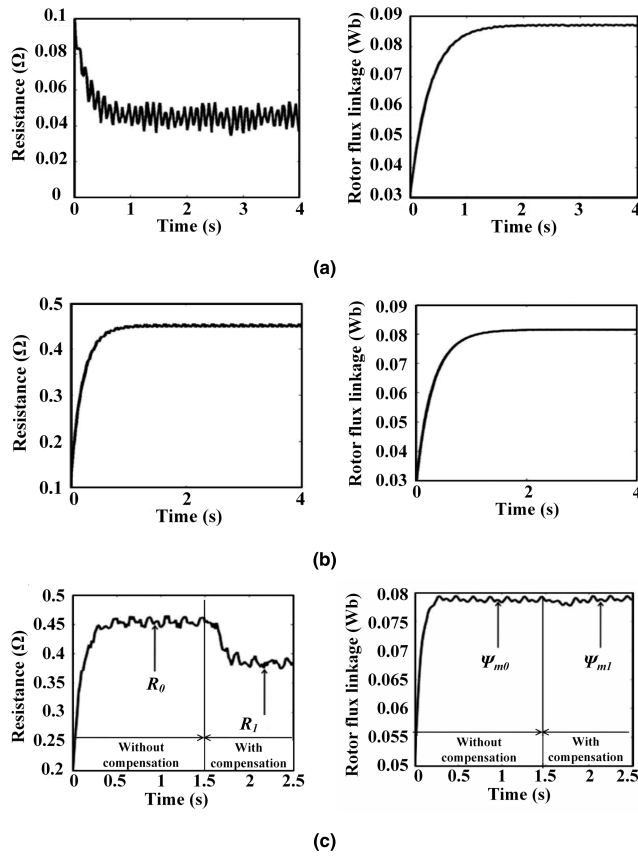 Resistance (Ω)
0.1
0.08
0.06
0.04
0.02
0
0 1 2 3 4
Time (s)
Rotor flux linkage (Wb)
0.09
0.08
0.07
0.06
0.05
0.04
0.03
0 1 2 3 4
Time (s)
(a)
Resistance (Ω)
0.5
0.4
0.3
0.2
0.1
0 2 4
Time (s)
Rotor flux linkage (Wb)
0.09
0.08
0.07
0.06
0.05
0.04
0.03
0 2 4
Time (s)
(b)
Resistance (Ω)
0.5
0.45
0.4
0.35
0.3
0.25
0.2
R0
R1
Without compensation
With compensation
0 0.5 1 1.5 2 2.5
Time (s)
Rotor flux linkage (Wb)
0.08
0.075
0.07
0.065
0.06
0.055
0.05
Ψm0
Ψm1
Without compensation
With compensation
0 0.5 1 1.5 2 2.5
Time (s)
(c)